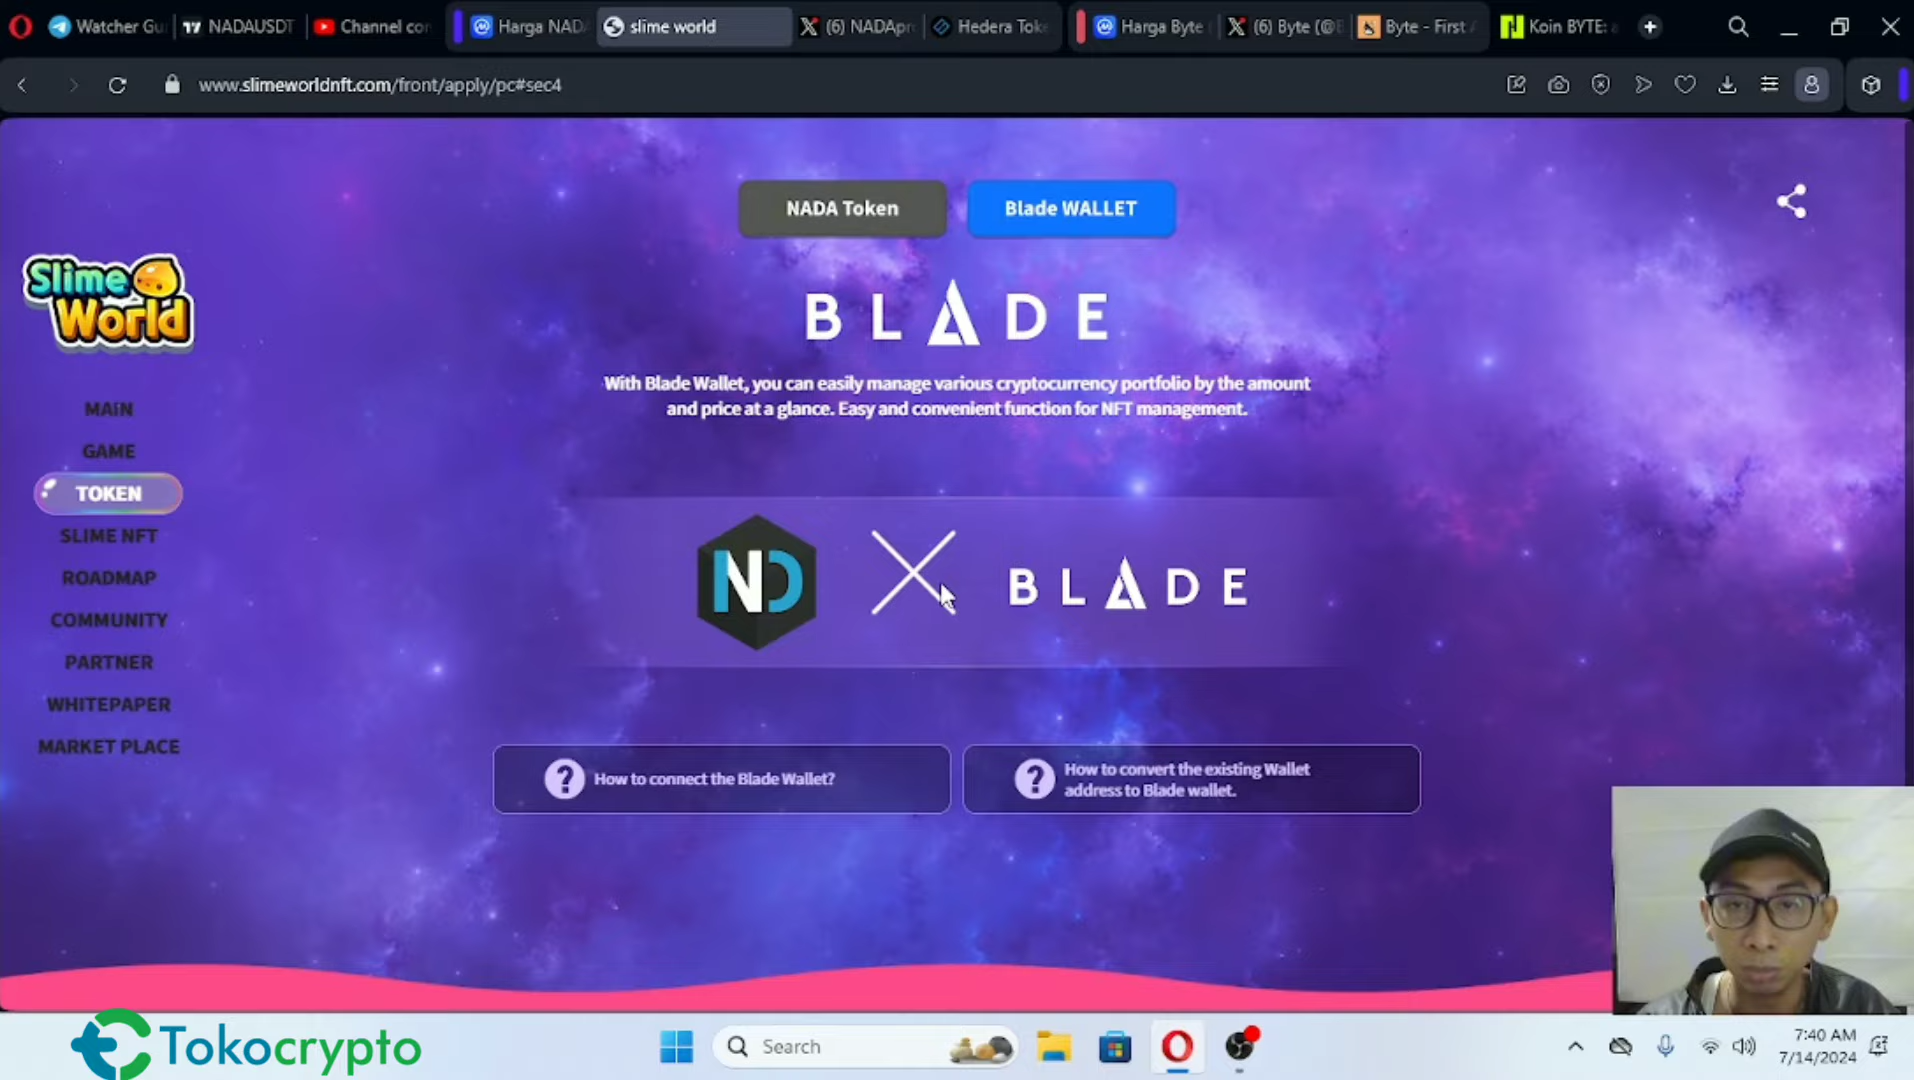 Watcher Gu
NADAUSDT
Channel co
Harga NAD
slime world
(6) NADApr
Hedera Tok
Harga Byte
(6) Byte (@B
Byte - First A
Koin BYTE: a
www.slimeworldnft.com/front/apply/pc#sec4
NADA Token
Blade WALLET
BLADE
With Blade Wallet, you can easily manage various cryptocurrency portfolio by the amount
and price at a glance. Easy and convenient function for NFT management.
Slime
World
MAIN
GAME
TOKEN
SLIME NFT
ROADMAP
COMMUNITY
PARTNER
WHITEPAPER
MARKET PLACE
ND
BLADE
? How to connect the Blade Wallet?
? How to convert the existing Wallet
address to Blade wallet.
Tokocrypto
Search
7:40 AM
7/14/2024